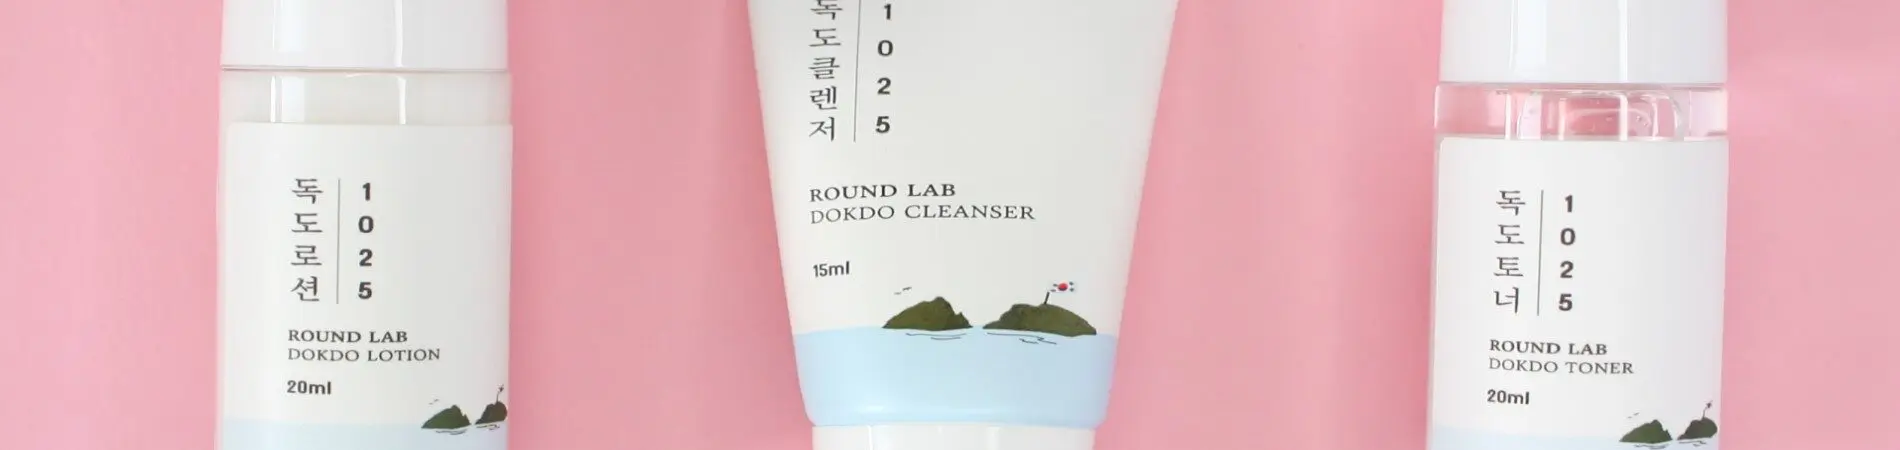 독도로션
1025
ROUND LAB
DOKDO LOTION
20ml
독도클렌저
1025
ROUND LAB
DOKDO CLEANSER
15ml
독도토너
1025
ROUND LAB
DOKDO TONER
20ml